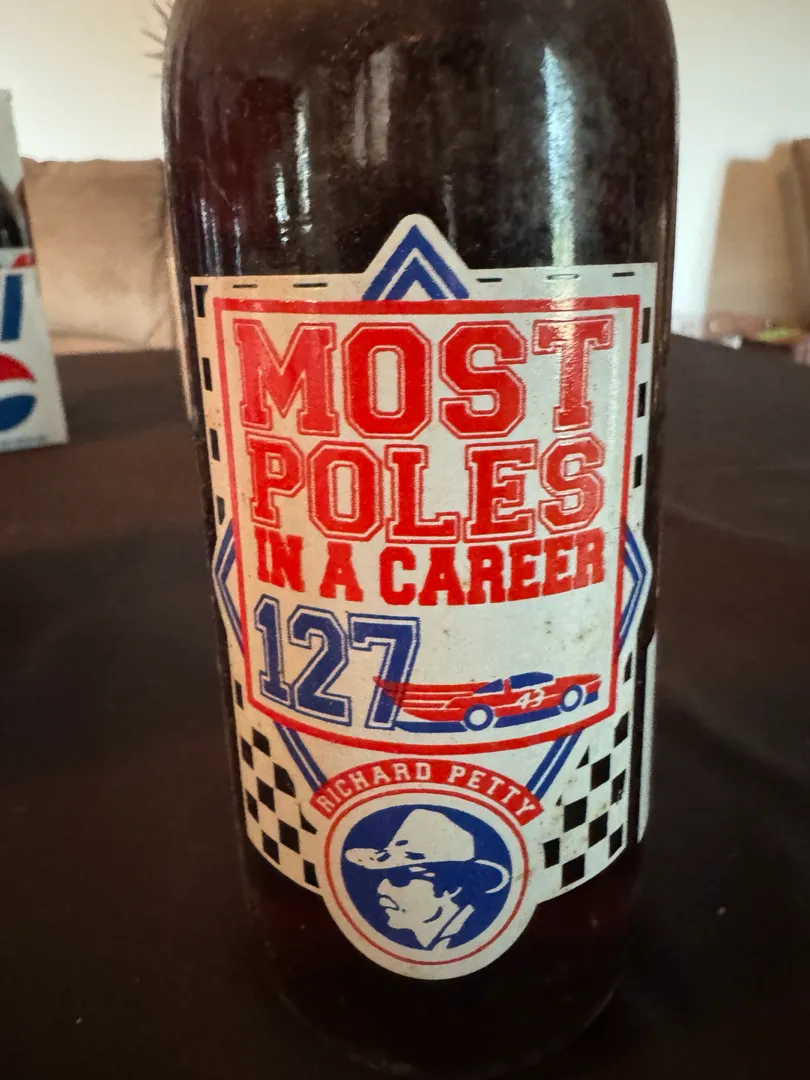 MOST
POLES
IN A CAREER
127
43
RICHARD PETTY